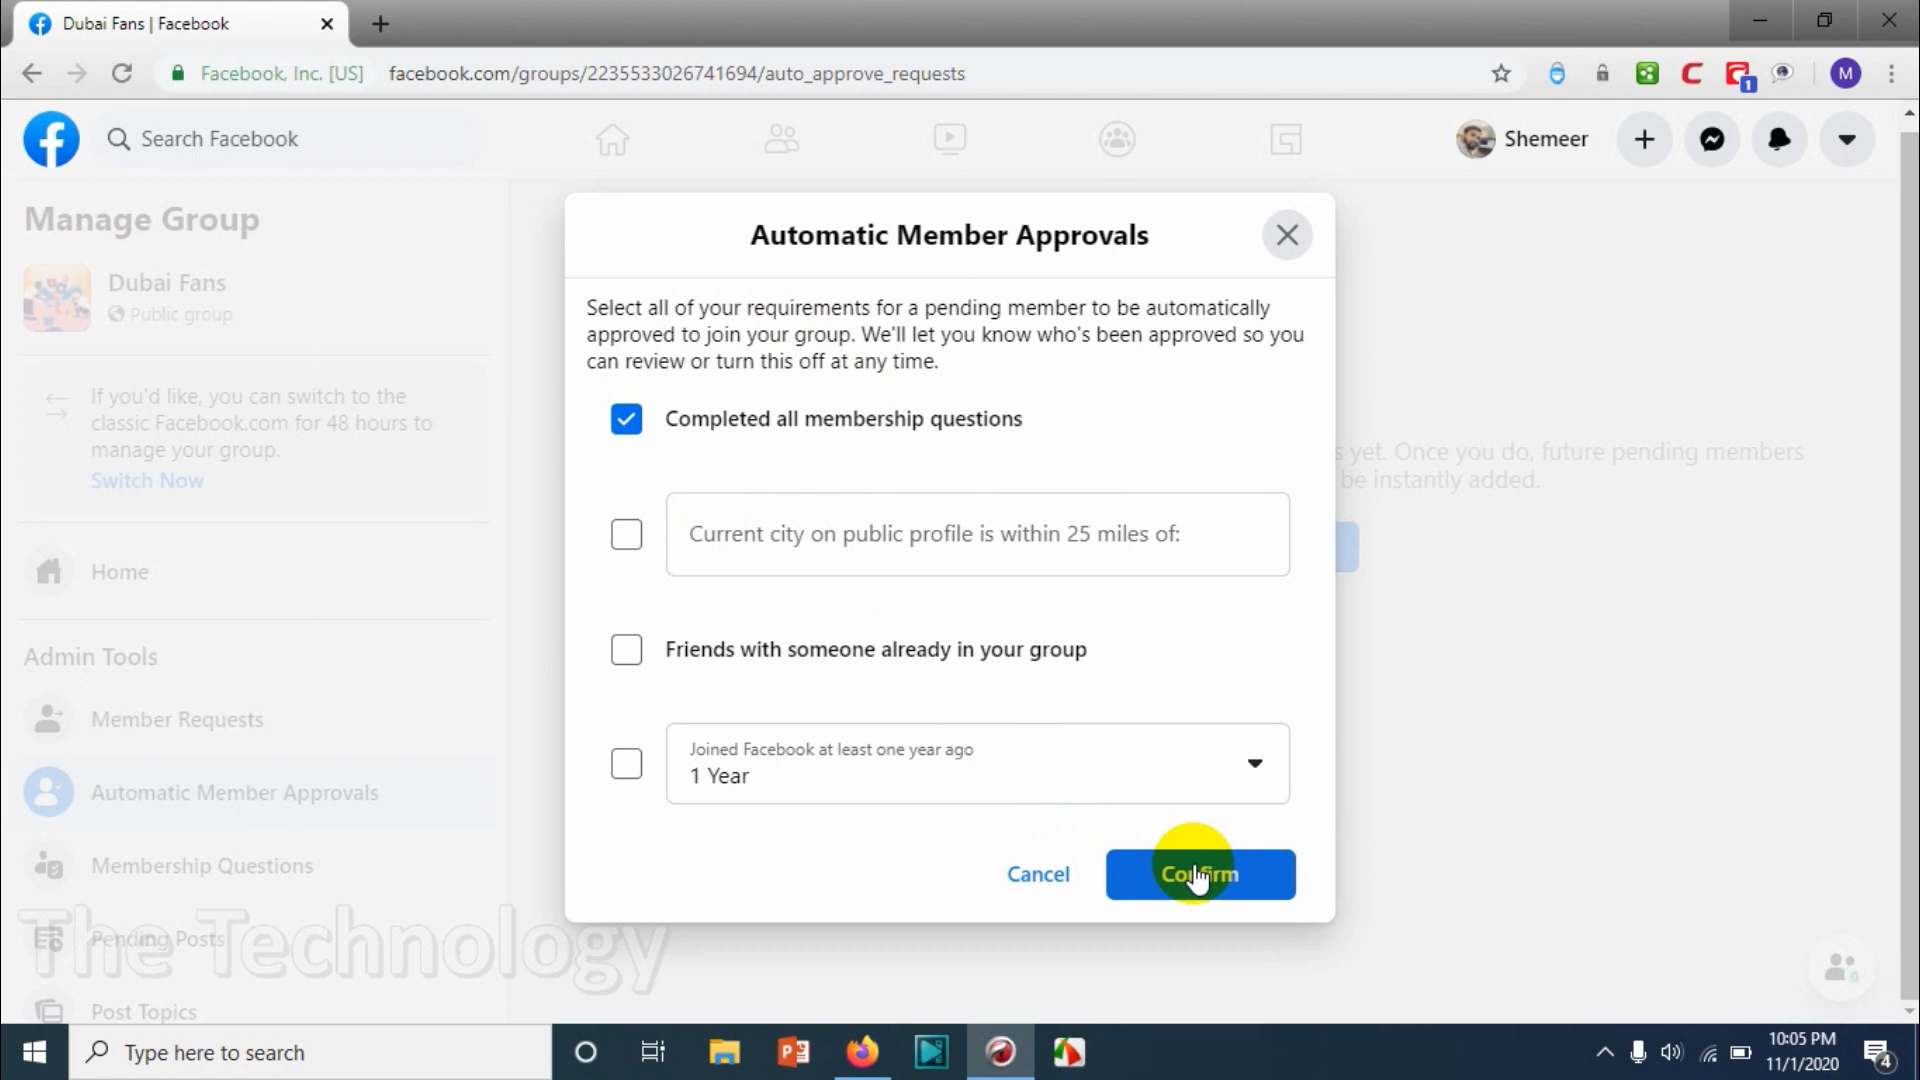 Dubai Fans | Facebook
Facebook, Inc. [US]
facebook.com/groups/2235533026741694/auto_approve_requests
M
1
Search Facebook
Shemeer
Manage Group
Dubai Fans
Public group
If you'd like, you can switch to the
classic Facebook.com for 48 hours to
manage your group.
Switch Now
Home
Admin Tools
Member Requests
Automatic Member Approvals
Membership Questions
Pending Posts
Post Topics
The Technology
Automatic Member Approvals
Select all of your requirements for a pending member to be automatically
approved to join your group. We'll let you know who's been approved so you
can review or turn this off at any time.
Completed all membership questions
Current city on public profile is within 25 miles of:
Friends with someone already in your group
Joined Facebook at least one year ago
1 Year
Cancel
Confirm
yet. Once you do, future pending members
be instantly added.
0
Type here to search
10:05 PM
11/1/2020
4